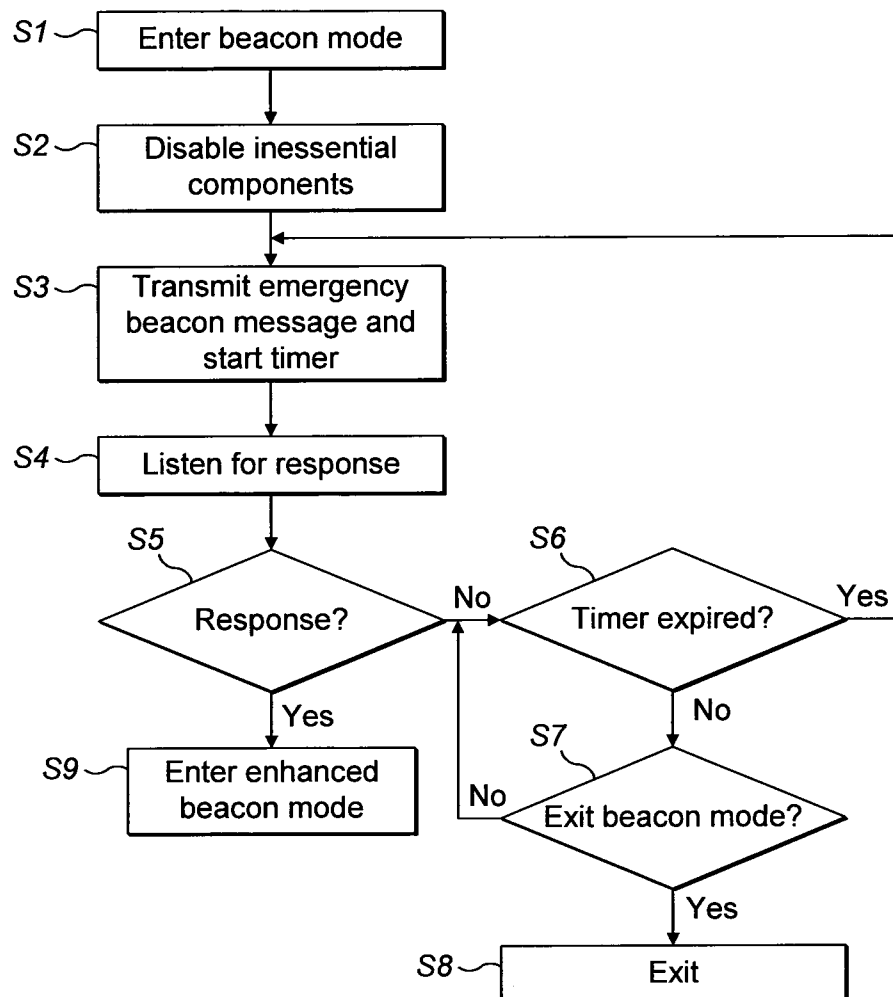 S1
Enter beacon mode
S2
Disable inessential
components
S3
Transmit emergency
beacon message and
start timer
S4
Listen for response
S5
Response?
No
S6
Timer expired?
Yes
Yes
No
S9
Enter enhanced
beacon mode
S7
Exit beacon mode?
No
Yes
S8
Exit